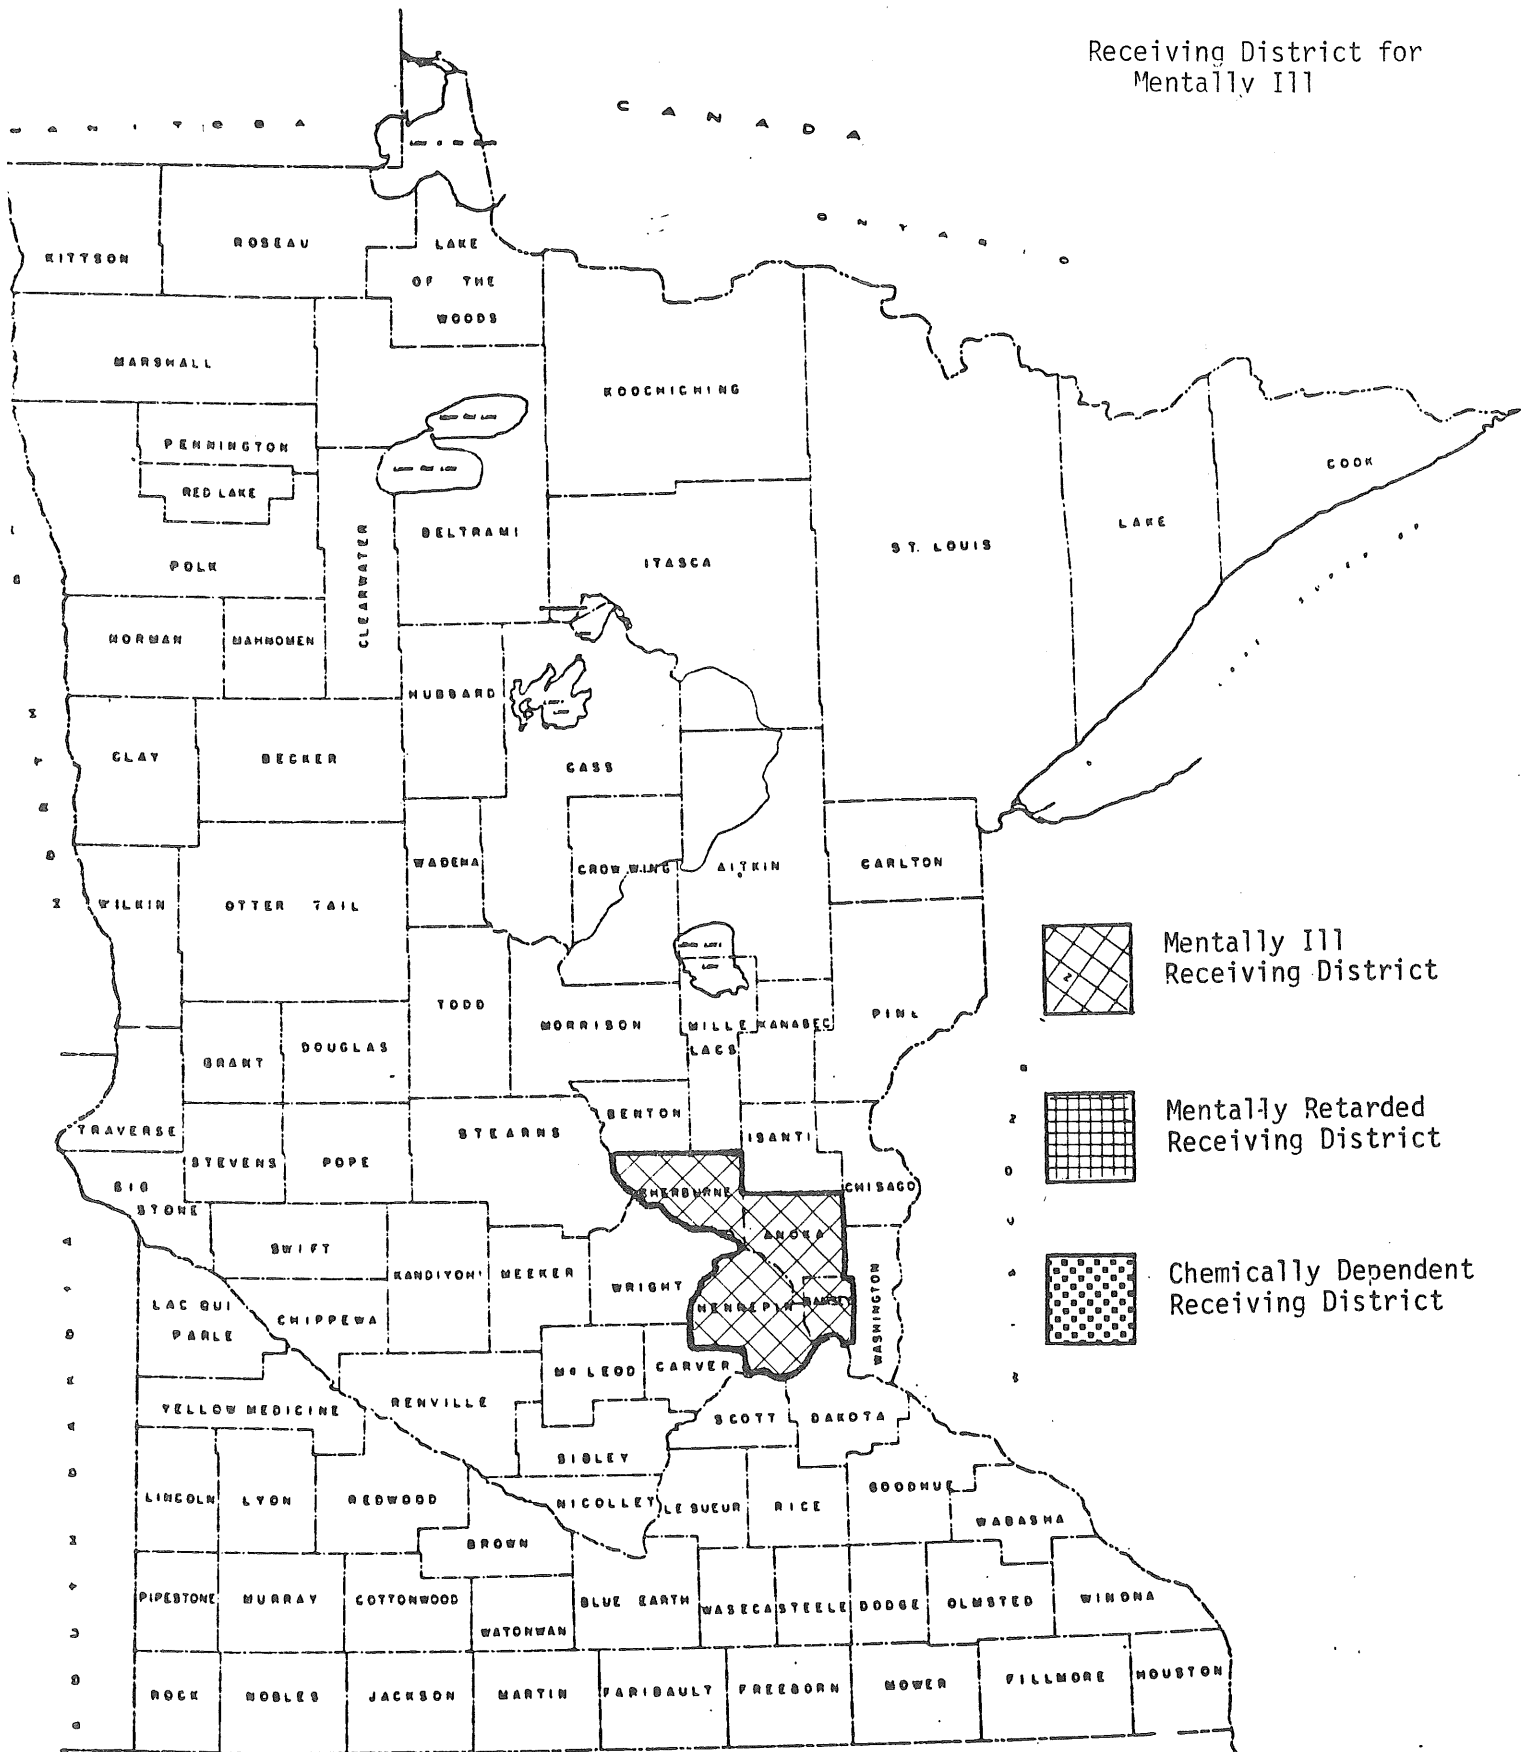 Receiving District for
Mentally Ill
CANADA
MANITOBA
ONTARIO
KITTSON
ROSEAU
LAKE
OF THE
WOODS
MARSHALL
KOOCHICHING
PENNINGTON
RED LAKE
COOK
LAKE
ST. LOUIS
BELTRAMI
ITASCA
CLEARWATER
POLK
NORMAN
MAHNOMEN
HUBBARD
CLAY
BECKER
CASS
WADENA
CROW WING
AITKIN
CARLTON
WILKIN
OTTER TAIL
Mentally Ill
Receiving District
TODD
MORRISON
MILLE
LACS
KANABEC
PINE
GRANT
DOUGLAS
Mentally Retarded
Receiving District
TRAVERSE
BENTON
STEARNS
ISANTI
STEVENS
POPE
BIG
STONE
SHERBURNE
CHISAGO
ANOKA
SWIFT
KANDIYOHI
MEEKER
WRIGHT
WASHINGTON
Chemically Dependent
Receiving District
LAC QUI
PARLE
CHIPPEWA
HENNEPIN
RAMSEY
MC LEOD
CARVER
YELLOW MEDICINE
RENVILLE
SCOTT
DAKOTA
SIBLEY
LINCOLN
LYON
REDWOOD
NICOLLET
LE SUEUR
RICE
GOODHUE
WABASHA
BROWN
PIPESTONE
MURRAY
COTTONWOOD
WATONWAN
BLUE EARTH
WASECA
STEELE
DODGE
OLMSTED
WINONA
ROCK
NOBLES
JACKSON
MARTIN
FARIBAULT
FREEBORN
MOWER
FILLMORE
HOUSTON